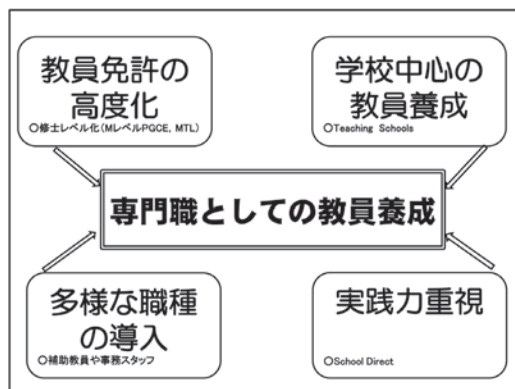 教員免許の
高度化
○修士レベル化(MレベルPGCE, MTL)
学校中心の
教員養成
○Teaching Schools
専門職としての教員養成
多様な職種
の導入
○補助教員や事務スタッフ
実践力重視
○School Direct